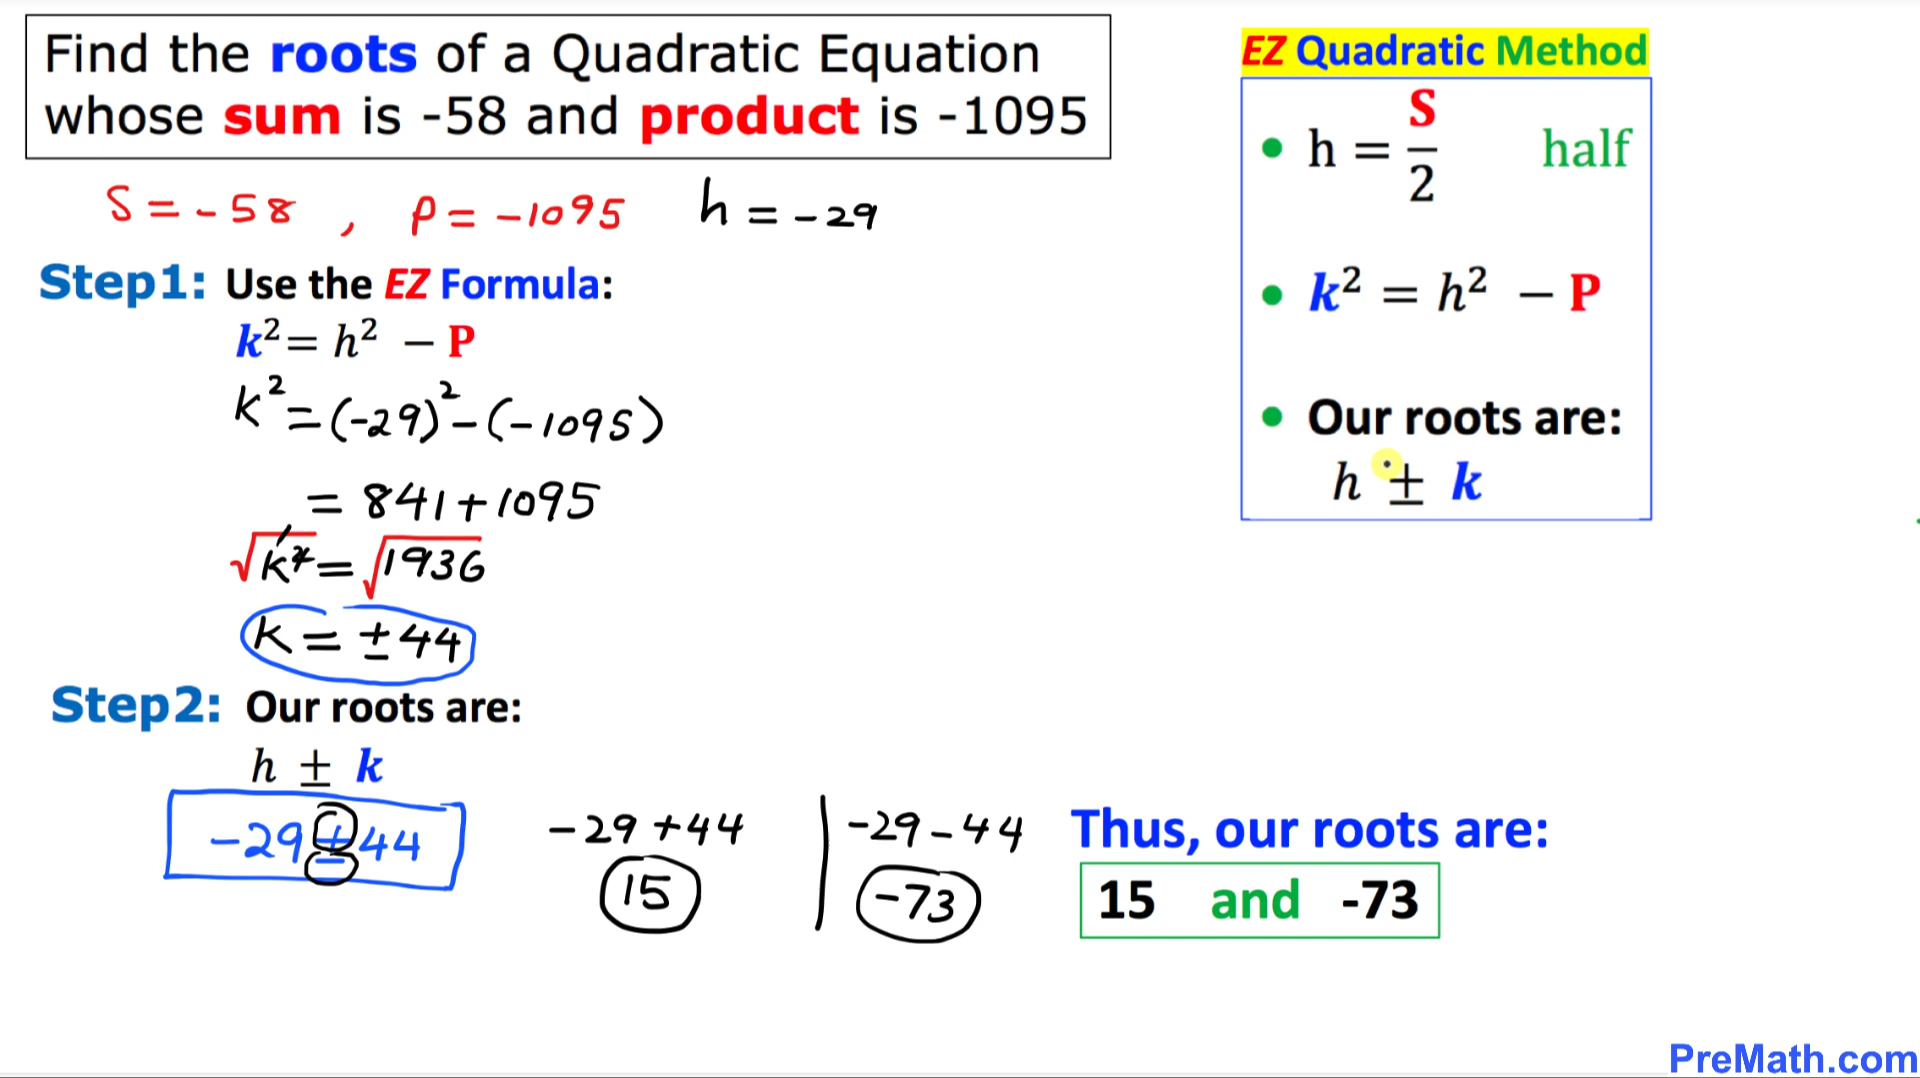 Find the roots of a Quadratic Equation
whose sum is -58 and product is -1095
S = -58 , P = -1095 h = -29
Step1: Use the EZ Formula:
k² = h² − P
k² = (-29)² - (-1095)
= 841 + 1095
√k² = √1936
k = ±44
Step2: Our roots are:
h ± k
-29 ± 44
-29 + 44
15
-29 - 44
-73
Thus, our roots are:
15 and -73
EZ Quadratic Method
• h = S/2 half
• k² = h² − P
• Our roots are:
h ± k
PreMath.com